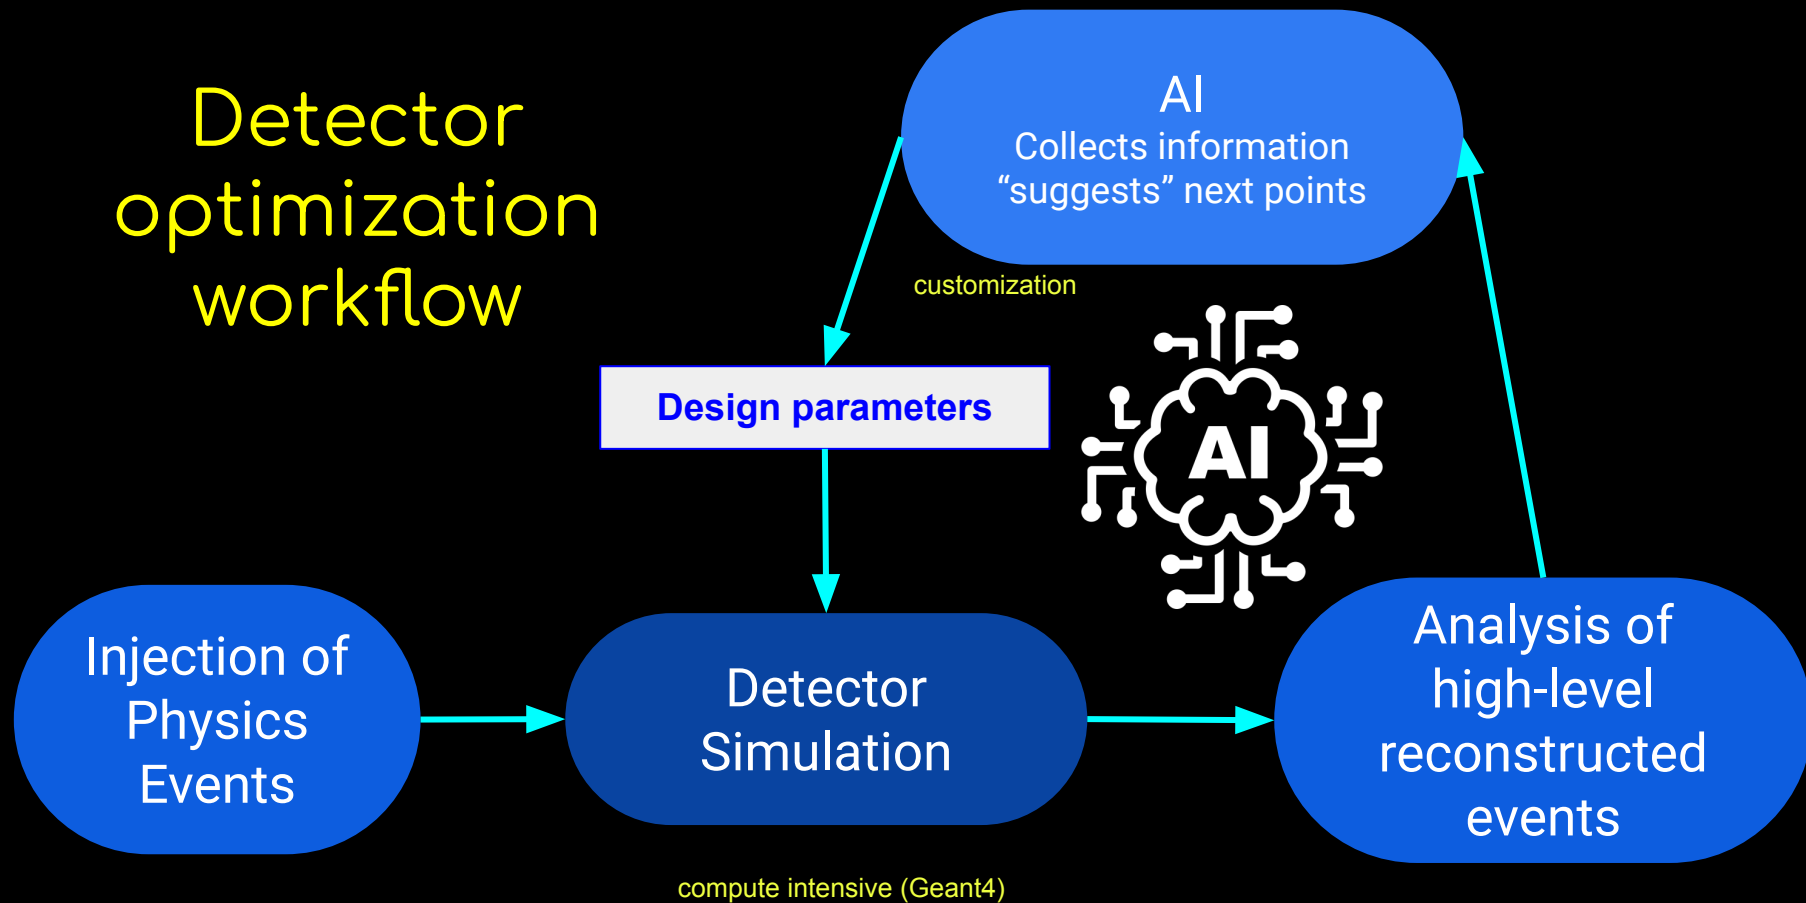 Detector
optimization
workflow
AI
Collects information
“suggests” next points
customization
Design parameters
AI
Injection of
Physics
Events
Detector
Simulation
Analysis of
high-level
reconstructed
events
compute intensive (Geant4)